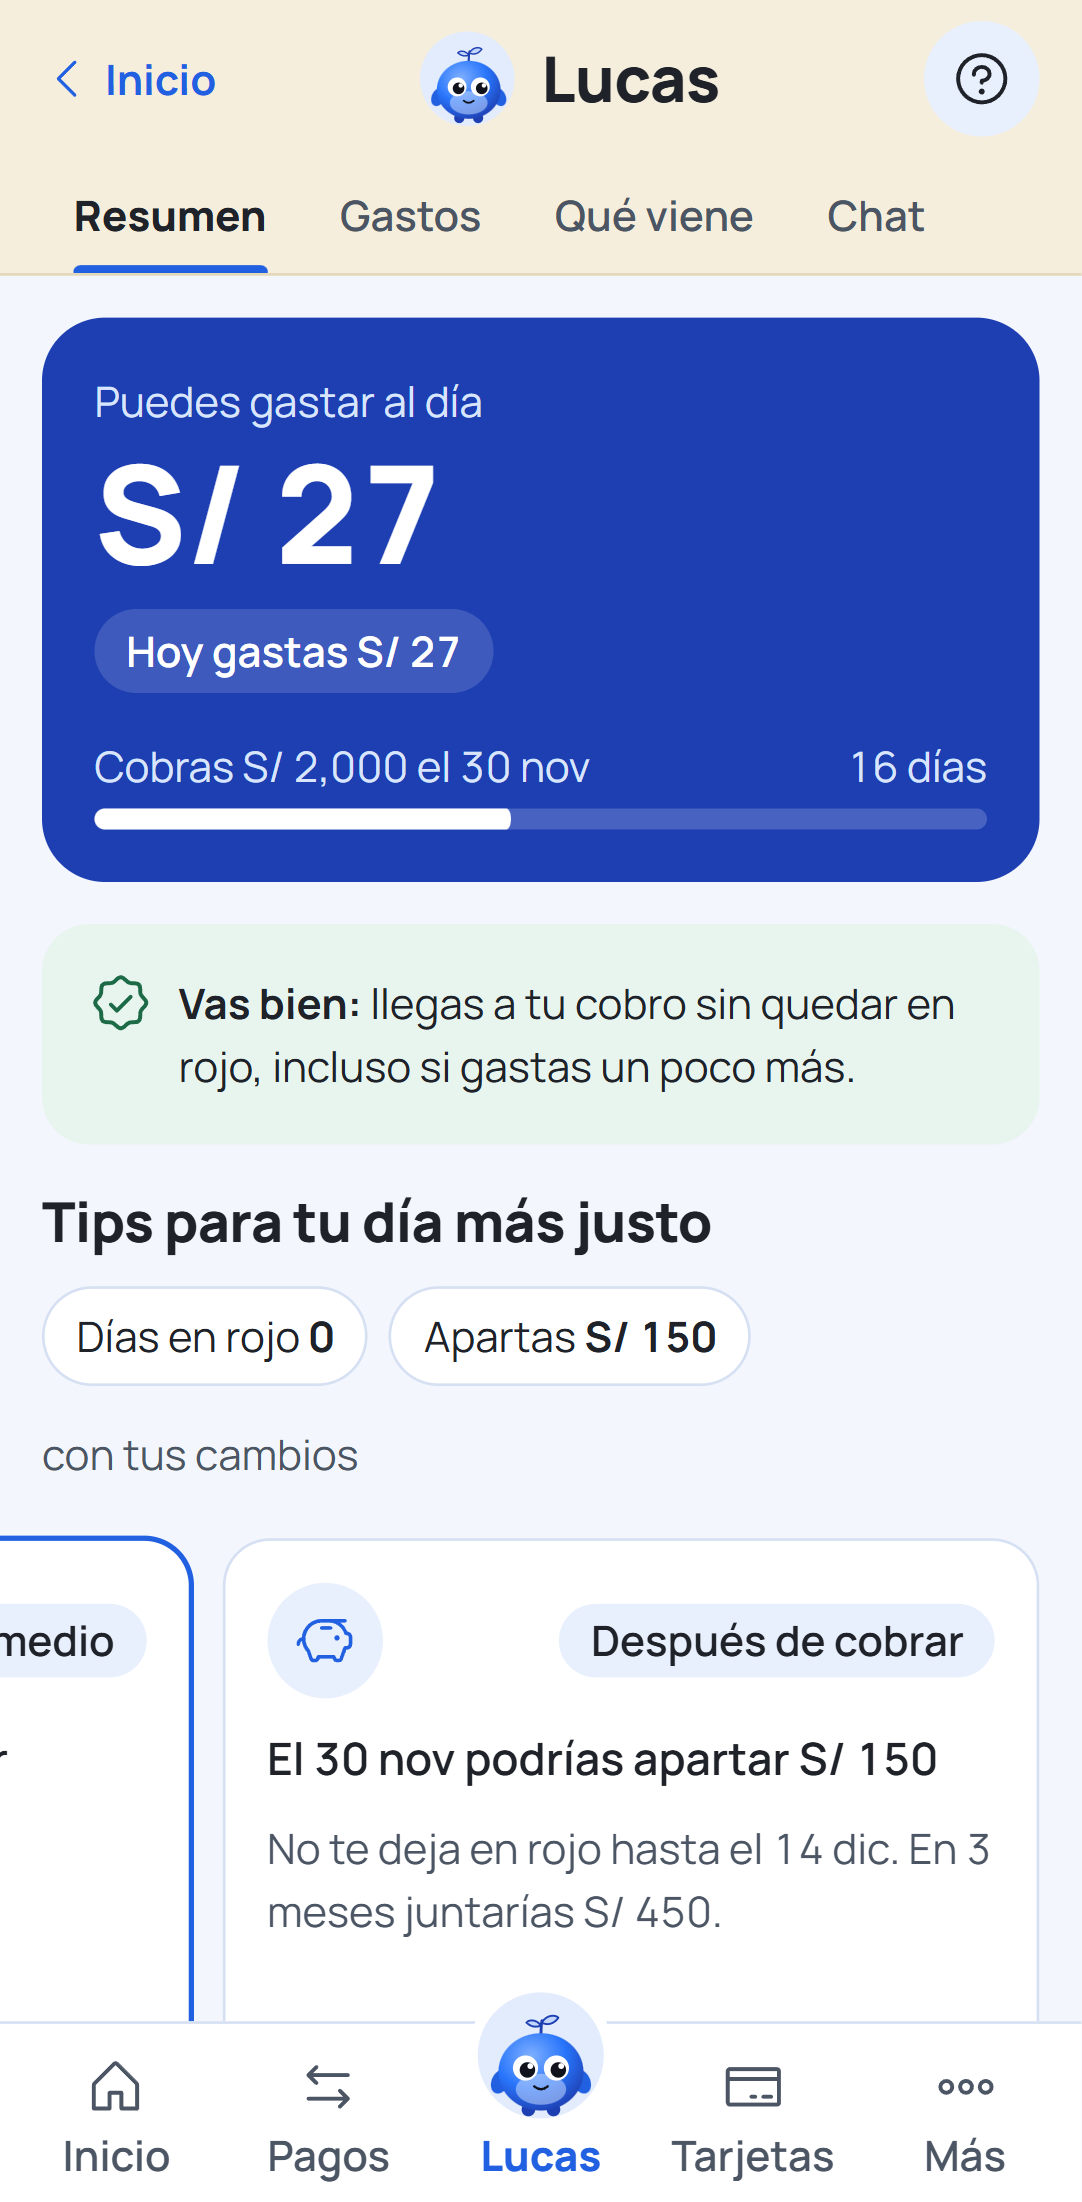 Inicio
Lucas
Resumen
Gastos
Qué viene
Chat
Puedes gastar al día
S/ 27
Hoy gastas S/ 27
Cobras S/ 2,000 el 30 nov
16 días
Vas bien: llegas a tu cobro sin quedar en
rojo, incluso si gastas un poco más.
Tips para tu día más justo
Días en rojo 0
Apartas S/ 150
con tus cambios
medio
r
Después de cobrar
El 30 nov podrías apartar S/ 150
No te deja en rojo hasta el 14 dic. En 3
meses juntarías S/ 450.
Inicio
Pagos
Lucas
Tarjetas
Más